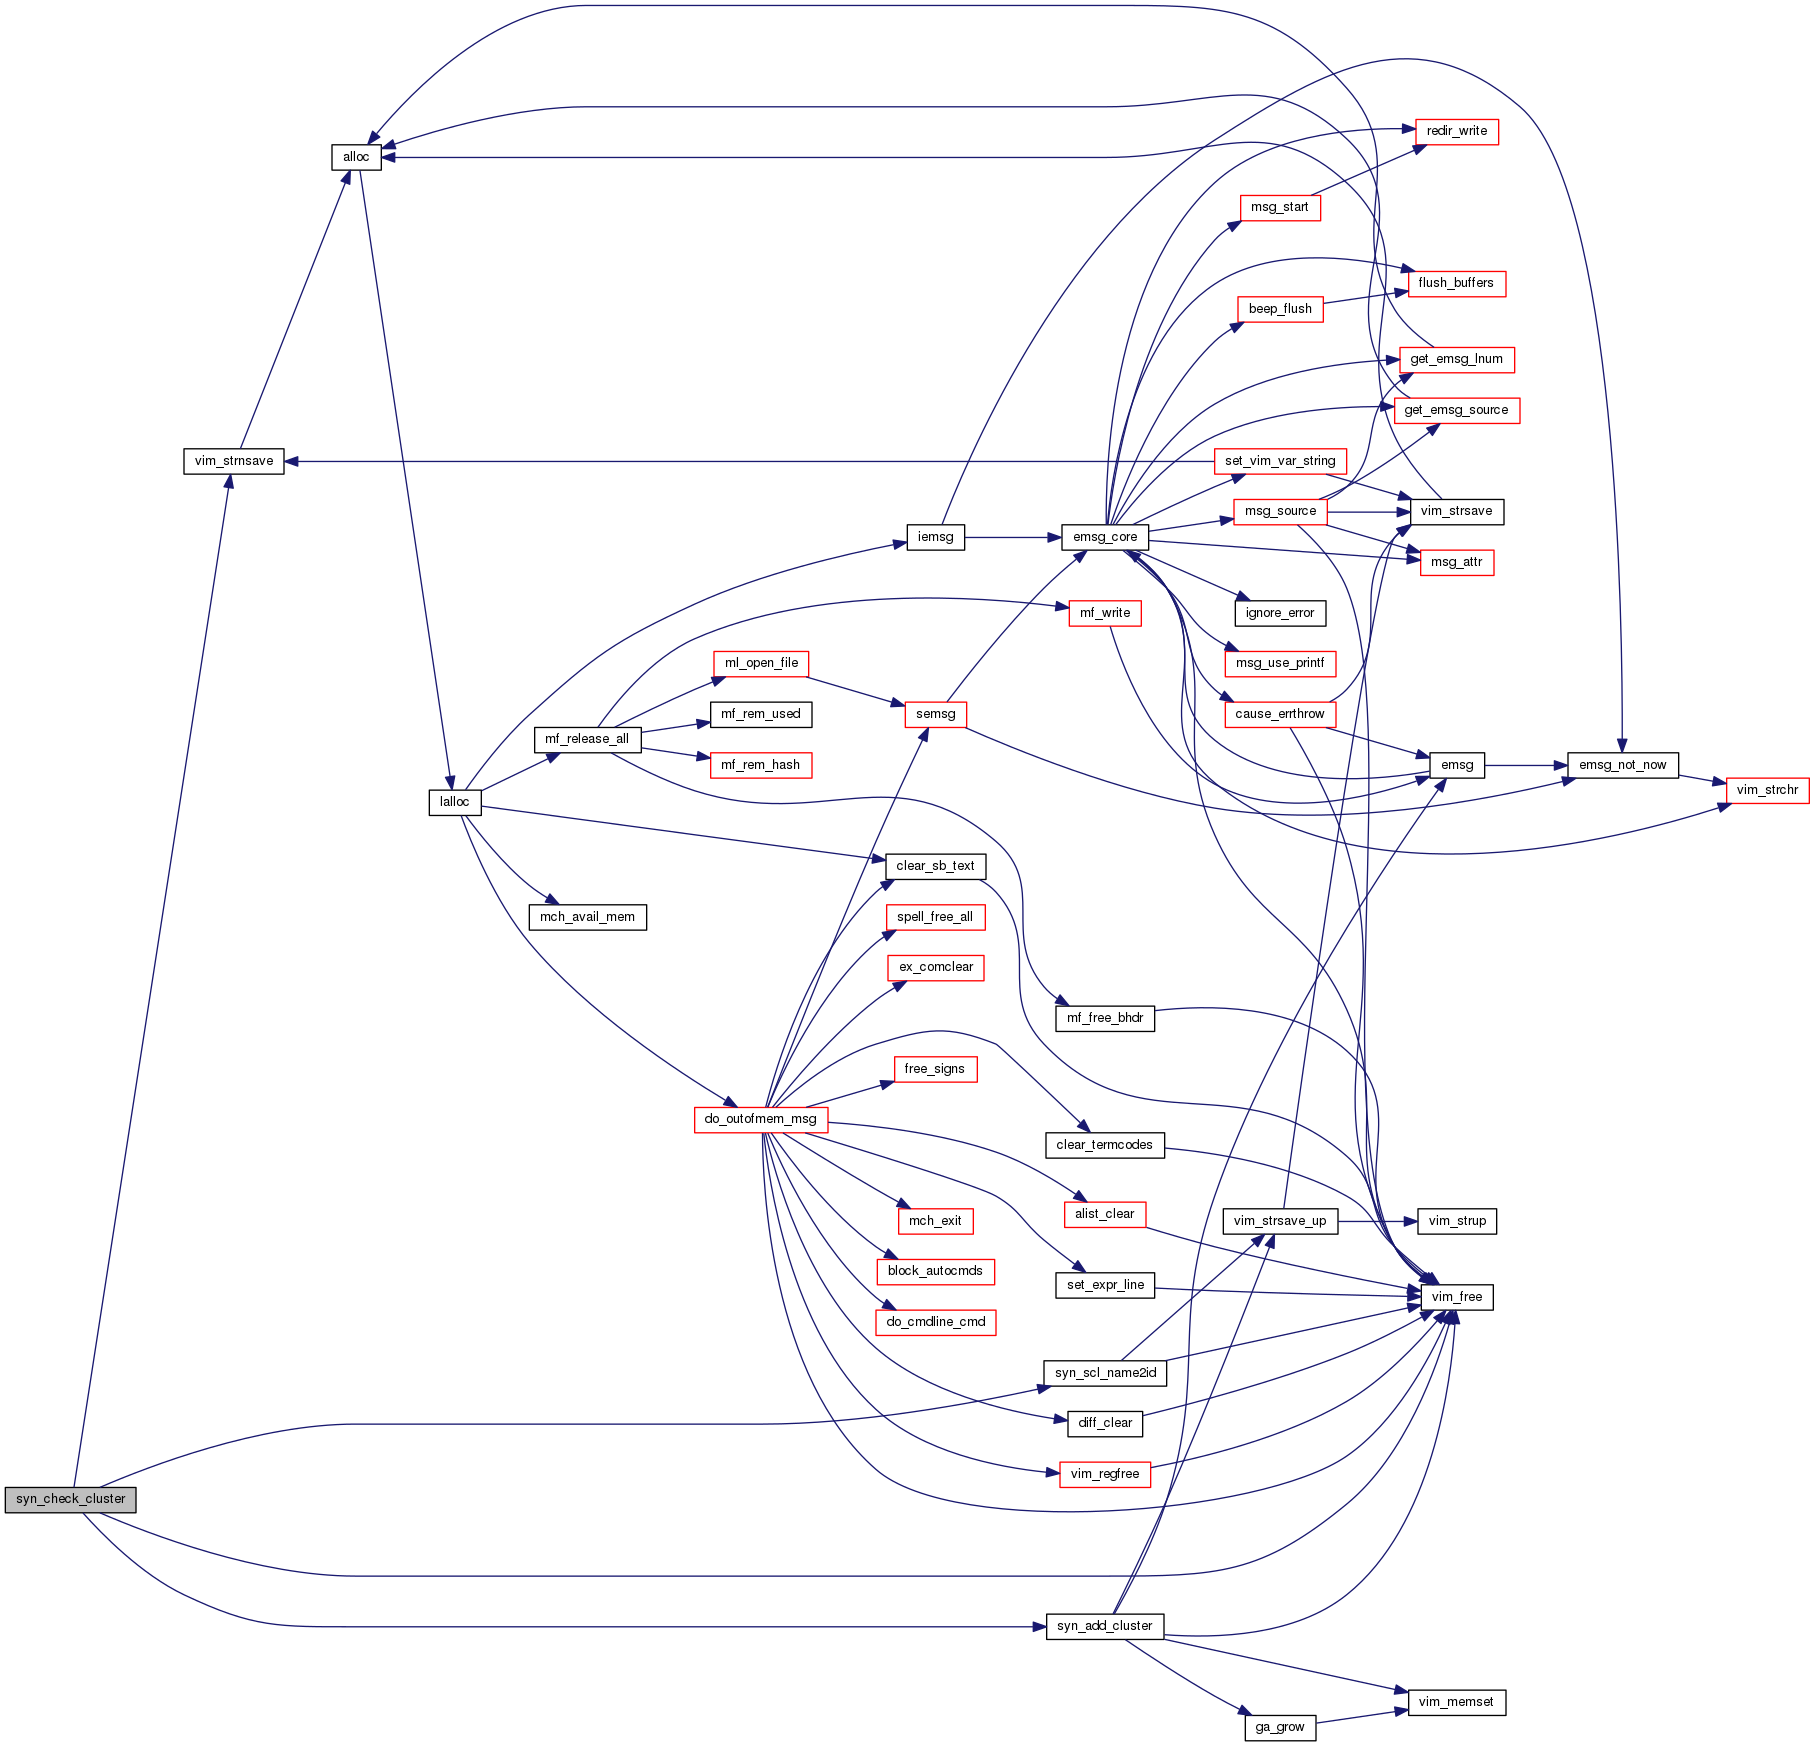 redir_write
alloc
msg_start
flush_buffers
beep_flush
get_emsg_lnum
get_emsg_source
vim_strnsave
set_vim_var_string
msg_source
vim_strsave
iemsg
emsg_core
msg_attr
ignore_error
mf_write
ml_open_file
msg_use_printf
mf_rem_used
semsg
cause_errthrow
mf_release_all
mf_rem_hash
emsg
emsg_not_now
vim_strchr
lalloc
clear_sb_text
mch_avail_mem
spell_free_all
ex_comclear
mf_free_bhdr
free_signs
do_outofmem_msg
clear_termcodes
alist_clear
mch_exit
vim_strsave_up
vim_strup
block_autocmds
set_expr_line
vim_free
do_cmdline_cmd
syn_scl_name2id
diff_clear
vim_regfree
syn_check_cluster
syn_add_cluster
vim_memset
ga_grow